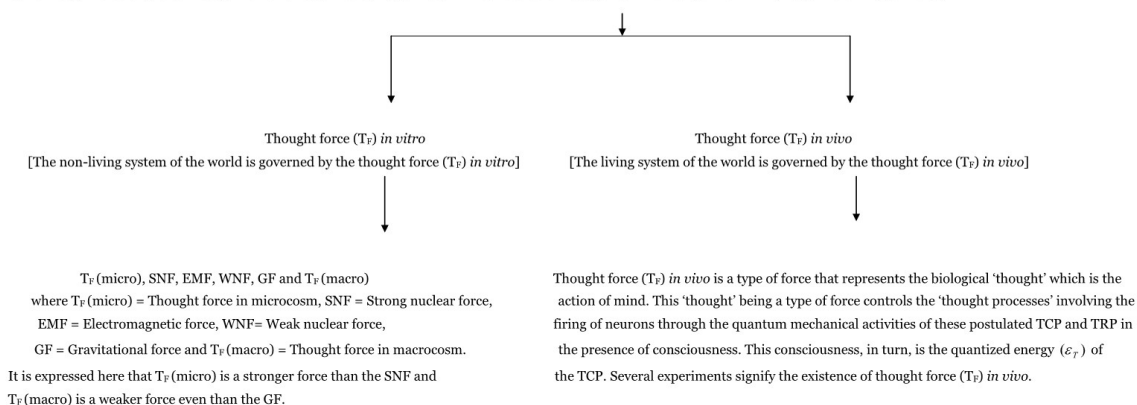 Thought force (TF) in vitro
[The non-living system of the world is governed by the thought force (TF) in vitro]
Thought force (TF) in vivo
[The living system of the world is governed by the thought force (TF) in vivo]
TF (micro), SNF, EMF, WNF, GF and TF (macro)
where TF (micro) = Thought force in microcosm, SNF = Strong nuclear force,
EMF = Electromagnetic force, WNF= Weak nuclear force,
GF = Gravitational force and TF (macro) = Thought force in macrocosm.
It is expressed here that TF (micro) is a stronger force than the SNF and
TF (macro) is a weaker force even than the GF.
Thought force (TF) in vivo is a type of force that represents the biological ‘thought’ which is the
action of mind. This ‘thought’ being a type of force controls the ‘thought processes’ involving the
firing of neurons through the quantum mechanical activities of these postulated TCP and TRP in
the presence of consciousness. This consciousness, in turn, is the quantized energy (εT) of
the TCP. Several experiments signify the existence of thought force (TF) in vivo.